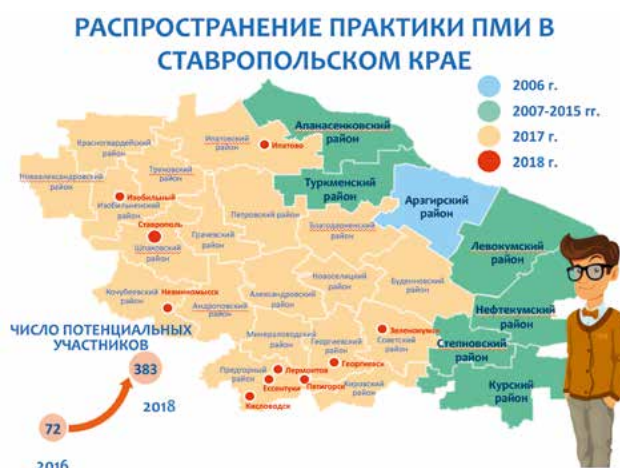 РАСПРОСТРАНЕНИЕ ПРАКТИКИ ПМИ В
СТАВРОПОЛЬСКОМ КРАЕ
2006 г.
2007-2015 гг.
2017 г.
2018 г.
Апанасенковский
район
Красногвардейский
район
Ипатовский
район
Ипатово
Новоалександровский
район
Труновский
район
Туркменский
район
Изобильный
Изобильненский
район
Арзгирский
район
Петровский район
Ставрополь
Благодарненский
район
Грачевский
район
Шпаковский
район
Левокумский
район
Новоселицкий
район
Буденновский
район
Кочубеевский
район
Невинномысск
Александровский
район
Андроповский
район
Нефтекумский
район
ЧИСЛО ПОТЕНЦИАЛЬНЫХ
УЧАСТНИКОВ
Минераловодский
район
Георгиевский
район
Зеленокумск
Советский
район
Степновский
район
383
Предгорный
район
Лермонтов
Георгиевск
Ессентуки
Пятигорск
Кировский
район
Курский
район
Кисловодск
2018
72
2016